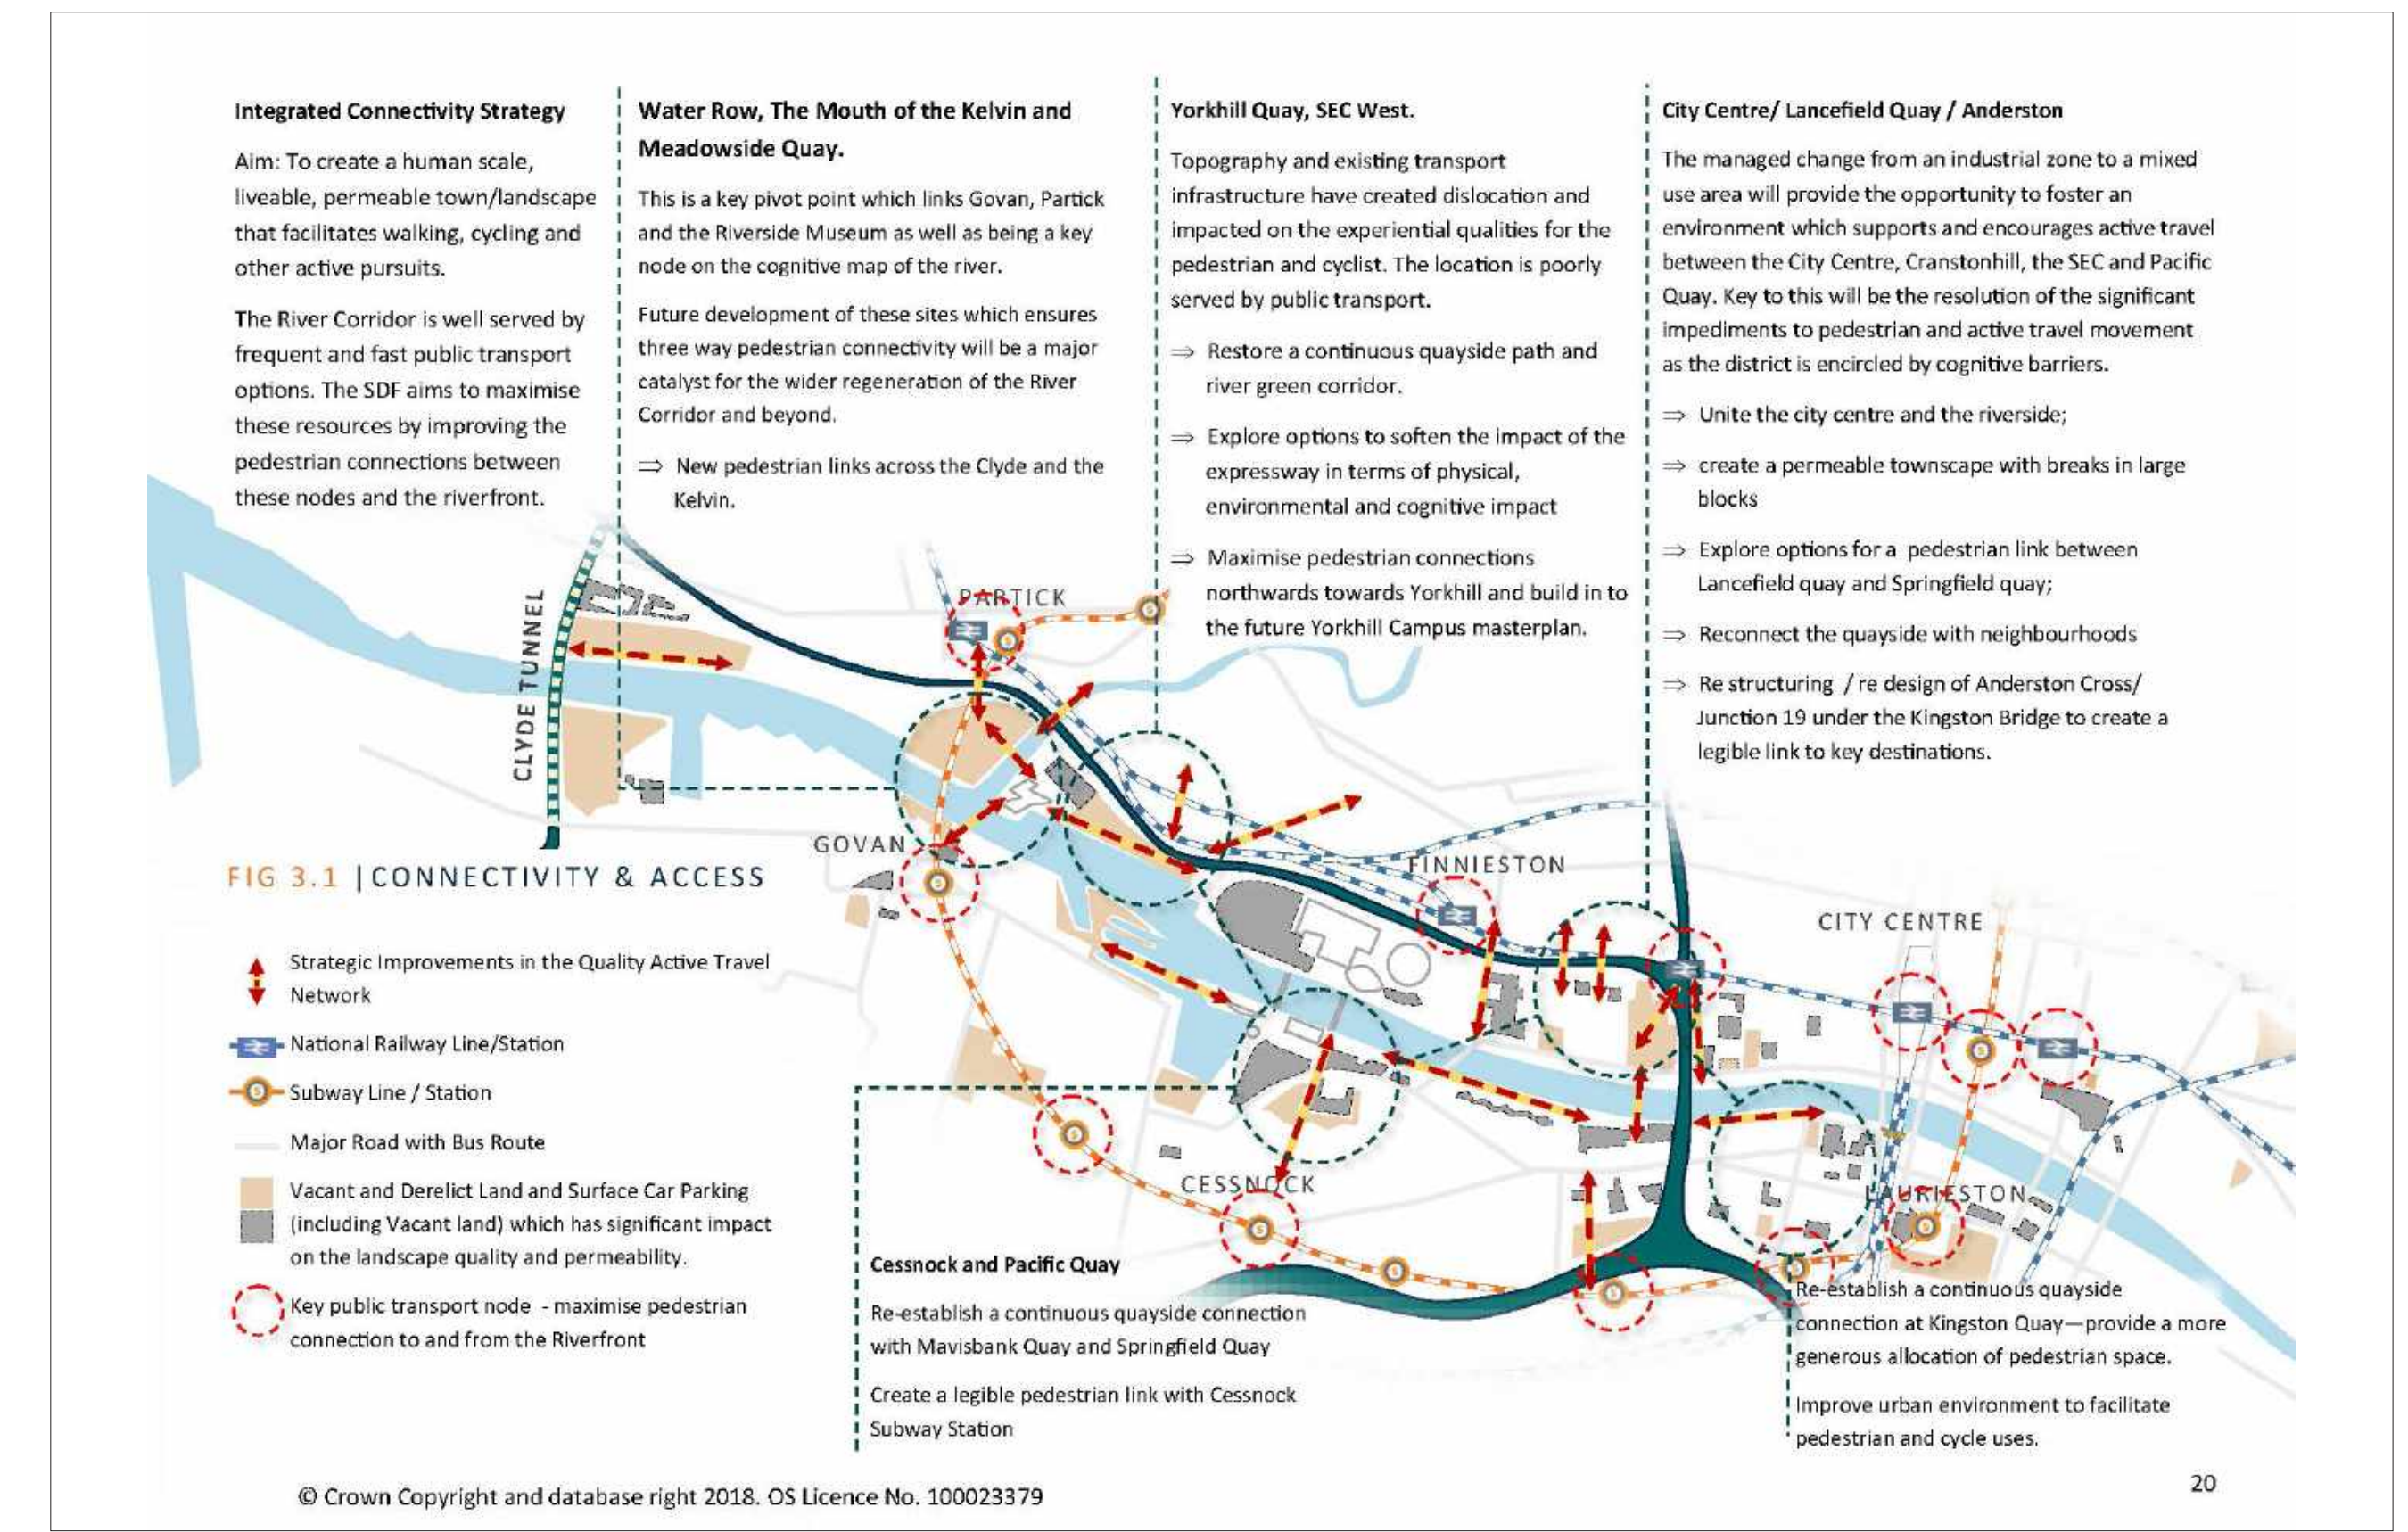 Integrated Connectivity Strategy
Aim: To create a human scale,
liveable, permeable town/landscape
that facilitates walking, cycling and
other active pursuits.
The River Corridor is well served by
frequent and fast public transport
options. The SDF aims to maximise
these resources by improving the
pedestrian connections between
these nodes and the riverfront.
Water Row, The Mouth of the Kelvin and
Meadowside Quay.
This is a key pivot point which links Govan, Partick
and the Riverside Museum as well as being a key
node on the cognitive map of the river.
Future development of these sites which ensures
three way pedestrian connectivity will be a major
catalyst for the wider regeneration of the River
Corridor and beyond.
⇒ New pedestrian links across the Clyde and the
Kelvin.
Yorkhill Quay, SEC West.
Topography and existing transport
infrastructure have created dislocation and
impacted on the experiential qualities for the
pedestrian and cyclist. The location is poorly
served by public transport.
⇒ Restore a continuous quayside path and
river green corridor.
⇒ Explore options to soften the impact of the
expressway in terms of physical,
environmental and cognitive impact
⇒ Maximise pedestrian connections
northwards towards Yorkhill and build in to
the future Yorkhill Campus masterplan.
City Centre/ Lancefield Quay / Anderston
The managed change from an industrial zone to a mixed
use area will provide the opportunity to foster an
environment which supports and encourages active travel
between the City Centre, Cranstonhill, the SEC and Pacific
Quay. Key to this will be the resolution of the significant
impediments to pedestrian and active travel movement
as the district is encircled by cognitive barriers.
⇒ Unite the city centre and the riverside;
⇒ create a permeable townscape with breaks in large
blocks
⇒ Explore options for a pedestrian link between
Lancefield quay and Springfield quay;
⇒ Reconnect the quayside with neighbourhoods
⇒ Re structuring / re design of Anderston Cross/
Junction 19 under the Kingston Bridge to create a
legible link to key destinations.
CLYDE TUNNEL
PARTICK
GOVAN
FINNIESTON
CITY CENTRE
CESSNOCK
LAURIESTON
FIG 3.1 | CONNECTIVITY & ACCESS
Strategic Improvements in the Quality Active Travel
Network
National Railway Line/Station
Subway Line / Station
Major Road with Bus Route
Vacant and Derelict Land and Surface Car Parking
(including Vacant land) which has significant impact
on the landscape quality and permeability.
Key public transport node - maximise pedestrian
connection to and from the Riverfront
Cessnock and Pacific Quay
Re-establish a continuous quayside connection
with Mavisbank Quay and Springfield Quay
Create a legible pedestrian link with Cessnock
Subway Station
Re-establish a continuous quayside
connection at Kingston Quay—provide a more
generous allocation of pedestrian space.
Improve urban environment to facilitate
pedestrian and cycle uses.
© Crown Copyright and database right 2018. OS Licence No. 100023379
20